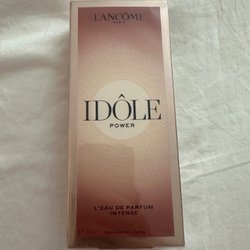 LANCÔME
PARIS
IDÔLE
POWER
L'EAU DE PARFUM
INTENSE